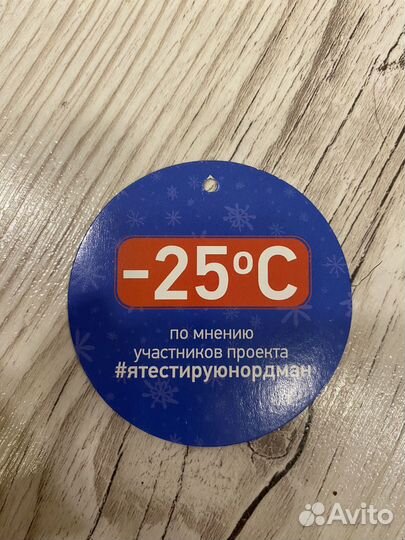 -25ºC
по мнению
участников проекта
#ятестируюнордман
Avito